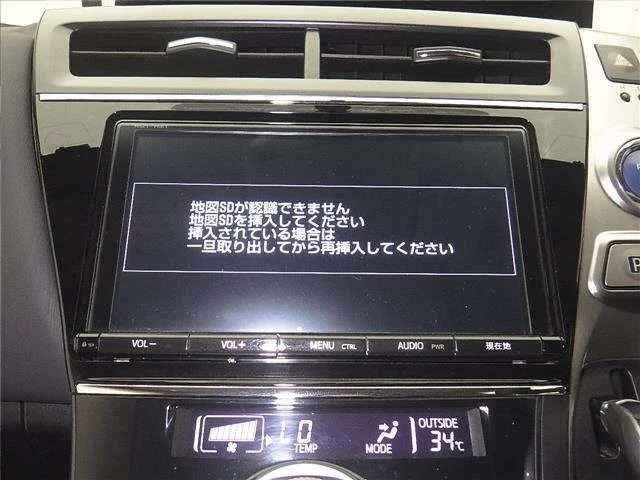 地図SDが認識できません
地図SDを挿入してください
挿入されている場合は
一旦取り出してから再挿入してください
VOL− VOL+ MENU CTRL AUDIO PWR 現在地
LO
TEMP
MODE
OUTSIDE
34℃
P